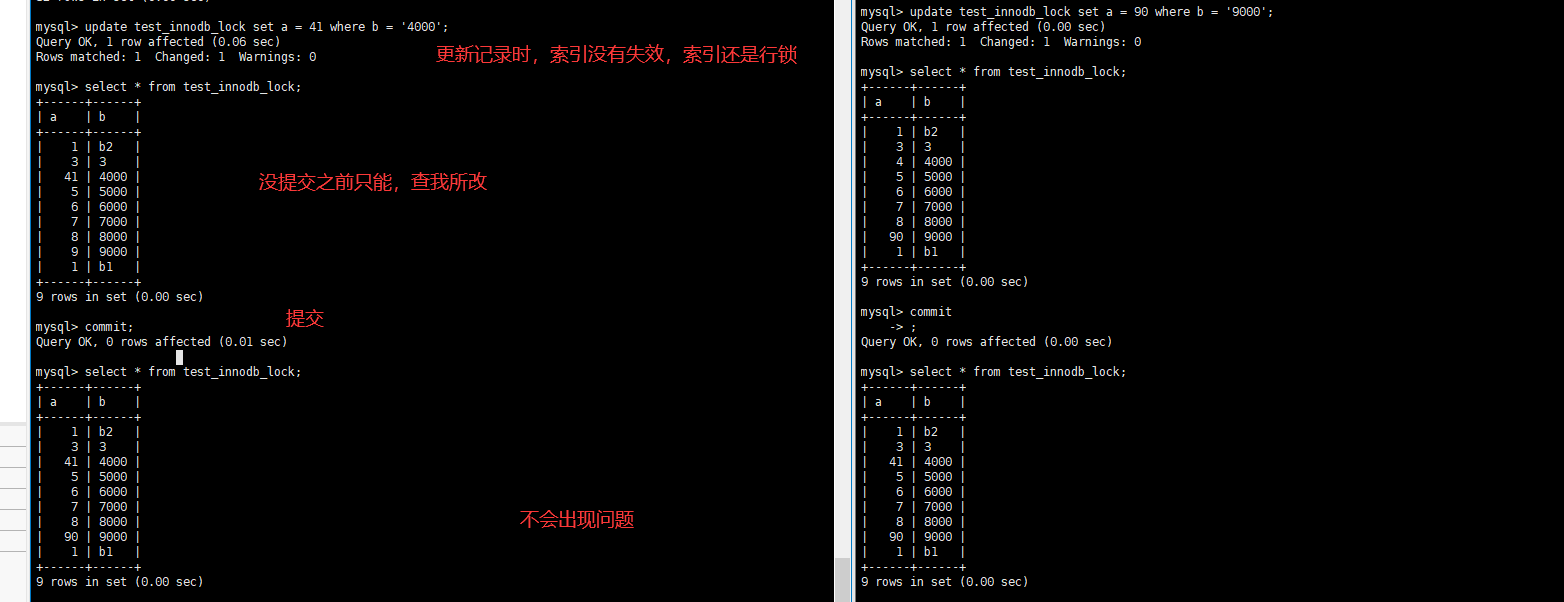 mysql> update test_innodb_lock set a = 41 where b = '4000';
Query OK, 1 row affected (0.06 sec)
Rows matched: 1  Changed: 1  Warnings: 0
更新记录时，索引没有失效，索引还是行锁
mysql> select * from test_innodb_lock;
+------+------+
| a    | b    |
+------+------+
|    1 | b2   |
|    3 | 3    |
|   41 | 4000 |
没提交之前只能，查我所改
|    5 | 5000 |
|    6 | 6000 |
|    7 | 7000 |
|    8 | 8000 |
|    9 | 9000 |
|    1 | b1   |
+------+------+
9 rows in set (0.00 sec)
提交
mysql> commit;
Query OK, 0 rows affected (0.01 sec)
mysql> select * from test_innodb_lock;
+------+------+
| a    | b    |
+------+------+
|    1 | b2   |
|    3 | 3    |
|   41 | 4000 |
|    5 | 5000 |
|    6 | 6000 |
|    7 | 7000 |
不会出现问题
|    8 | 8000 |
|   90 | 9000 |
|    1 | b1   |
+------+------+
9 rows in set (0.00 sec)
mysql> update test_innodb_lock set a = 90 where b = '9000';
Query OK, 1 row affected (0.00 sec)
Rows matched: 1  Changed: 1  Warnings: 0
mysql> select * from test_innodb_lock;
+------+------+
| a    | b    |
+------+------+
|    1 | b2   |
|    3 | 3    |
|    4 | 4000 |
|    5 | 5000 |
|    6 | 6000 |
|    7 | 7000 |
|    8 | 8000 |
|   90 | 9000 |
|    1 | b1   |
+------+------+
9 rows in set (0.00 sec)
mysql> commit
    -> ;
Query OK, 0 rows affected (0.00 sec)
mysql> select * from test_innodb_lock;
+------+------+
| a    | b    |
+------+------+
|    1 | b2   |
|    3 | 3    |
|   41 | 4000 |
|    5 | 5000 |
|    6 | 6000 |
|    7 | 7000 |
|    8 | 8000 |
|   90 | 9000 |
|    1 | b1   |
+------+------+
9 rows in set (0.00 sec)